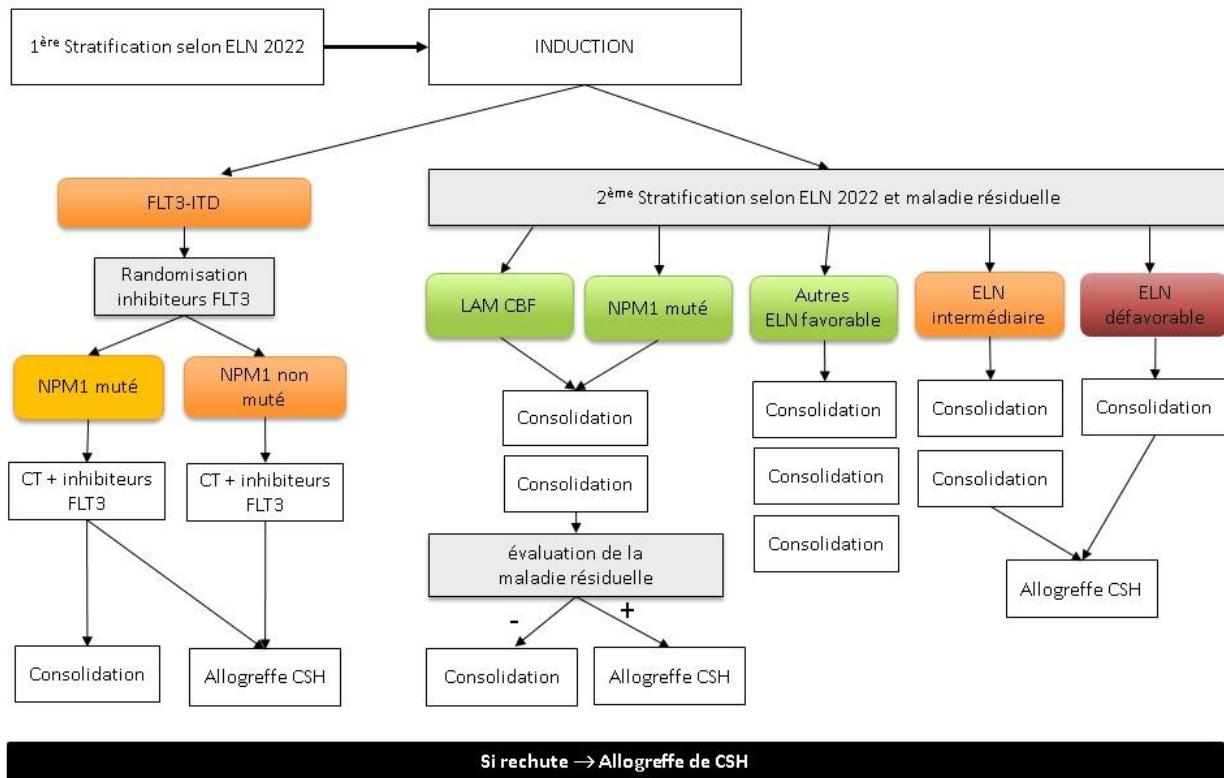 1ère Stratification selon ELN 2022
INDUCTION
FLT3-ITD
Randomisation
inhibiteurs FLT3
NPM1 muté
NPM1 non
muté
CT + inhibiteurs
FLT3
CT + inhibiteurs
FLT3
Consolidation
Allogreffe CSH
2ème Stratification selon ELN 2022 et maladie résiduelle
LAM CBF
NPM1 muté
Autres
ELN favorable
ELN
intermédiaire
ELN
défavorable
Consolidation
Consolidation
évaluation de la
maladie résiduelle
-
+
Consolidation
Allogreffe CSH
Consolidation
Consolidation
Consolidation
Consolidation
Consolidation
Consolidation
Allogreffe CSH
Si rechute → Allogreffe de CSH